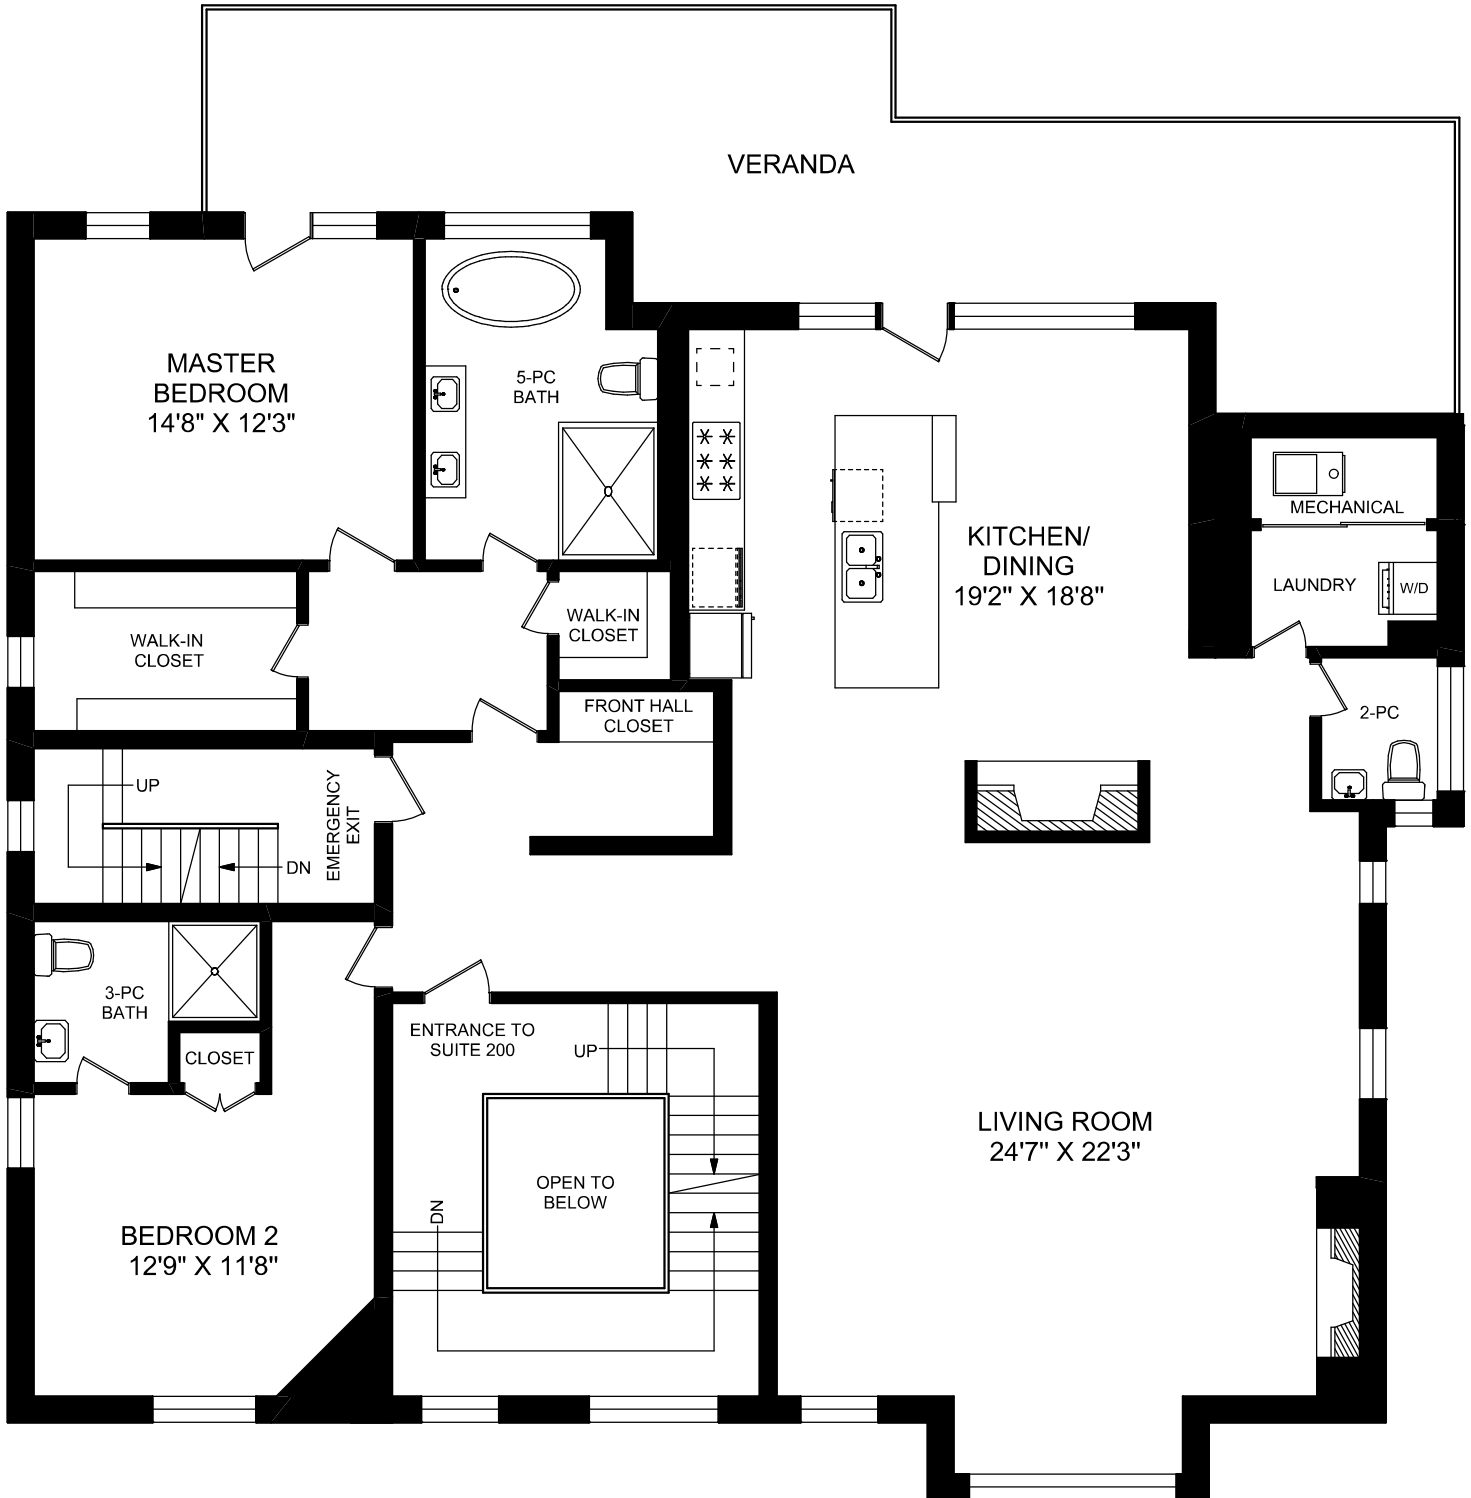 VERANDA
MASTER
BEDROOM
14'8" X 12'3"
5-PC
BATH
KITCHEN/
DINING
19'2" X 18'8"
MECHANICAL
LAUNDRY
W/D
WALK-IN
CLOSET
WALK-IN
CLOSET
FRONT HALL
CLOSET
2-PC
UP
EMERGENCY
EXIT
DN
3-PC
BATH
CLOSET
ENTRANCE TO
SUITE 200
UP
OPEN TO
BELOW
DN
LIVING ROOM
24'7" X 22'3"
BEDROOM 2
12'9" X 11'8"